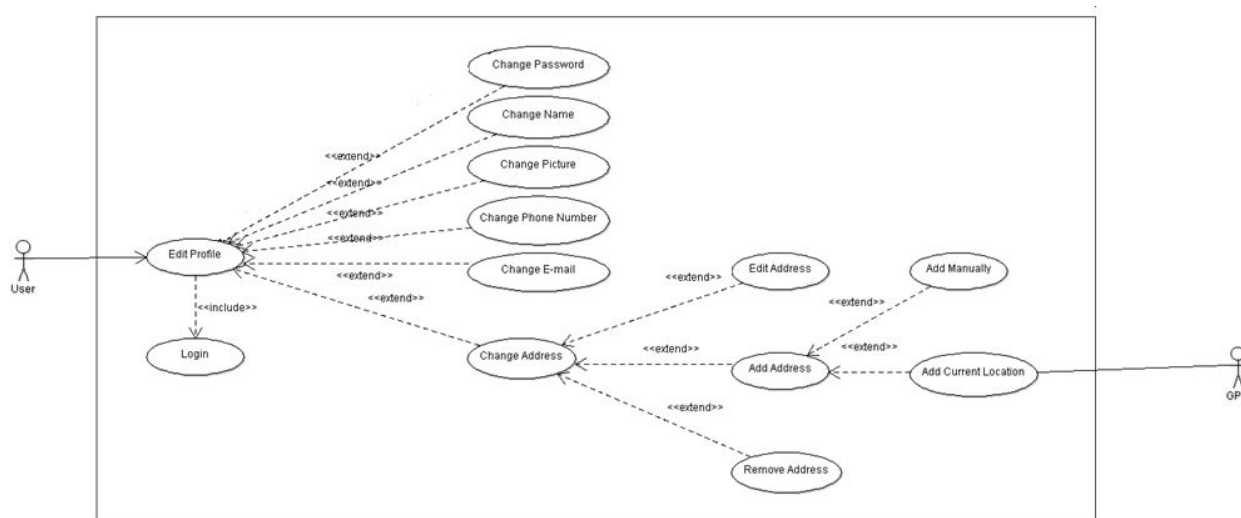 Change Password
Change Name
<<extend>>
Change Picture
<<extend>>
<<extend>>
Change Phone Number
<<extend>>
User
Edit Profile
Change E-mail
<<extend>>
<<extend>>
Edit Address
Add Manually
<<include>>
<<extend>>
<<extend>>
Login
Change Address
<<extend>>
<<extend>>
Add Address
Add Current Location
GP
<<extend>>
Remove Address